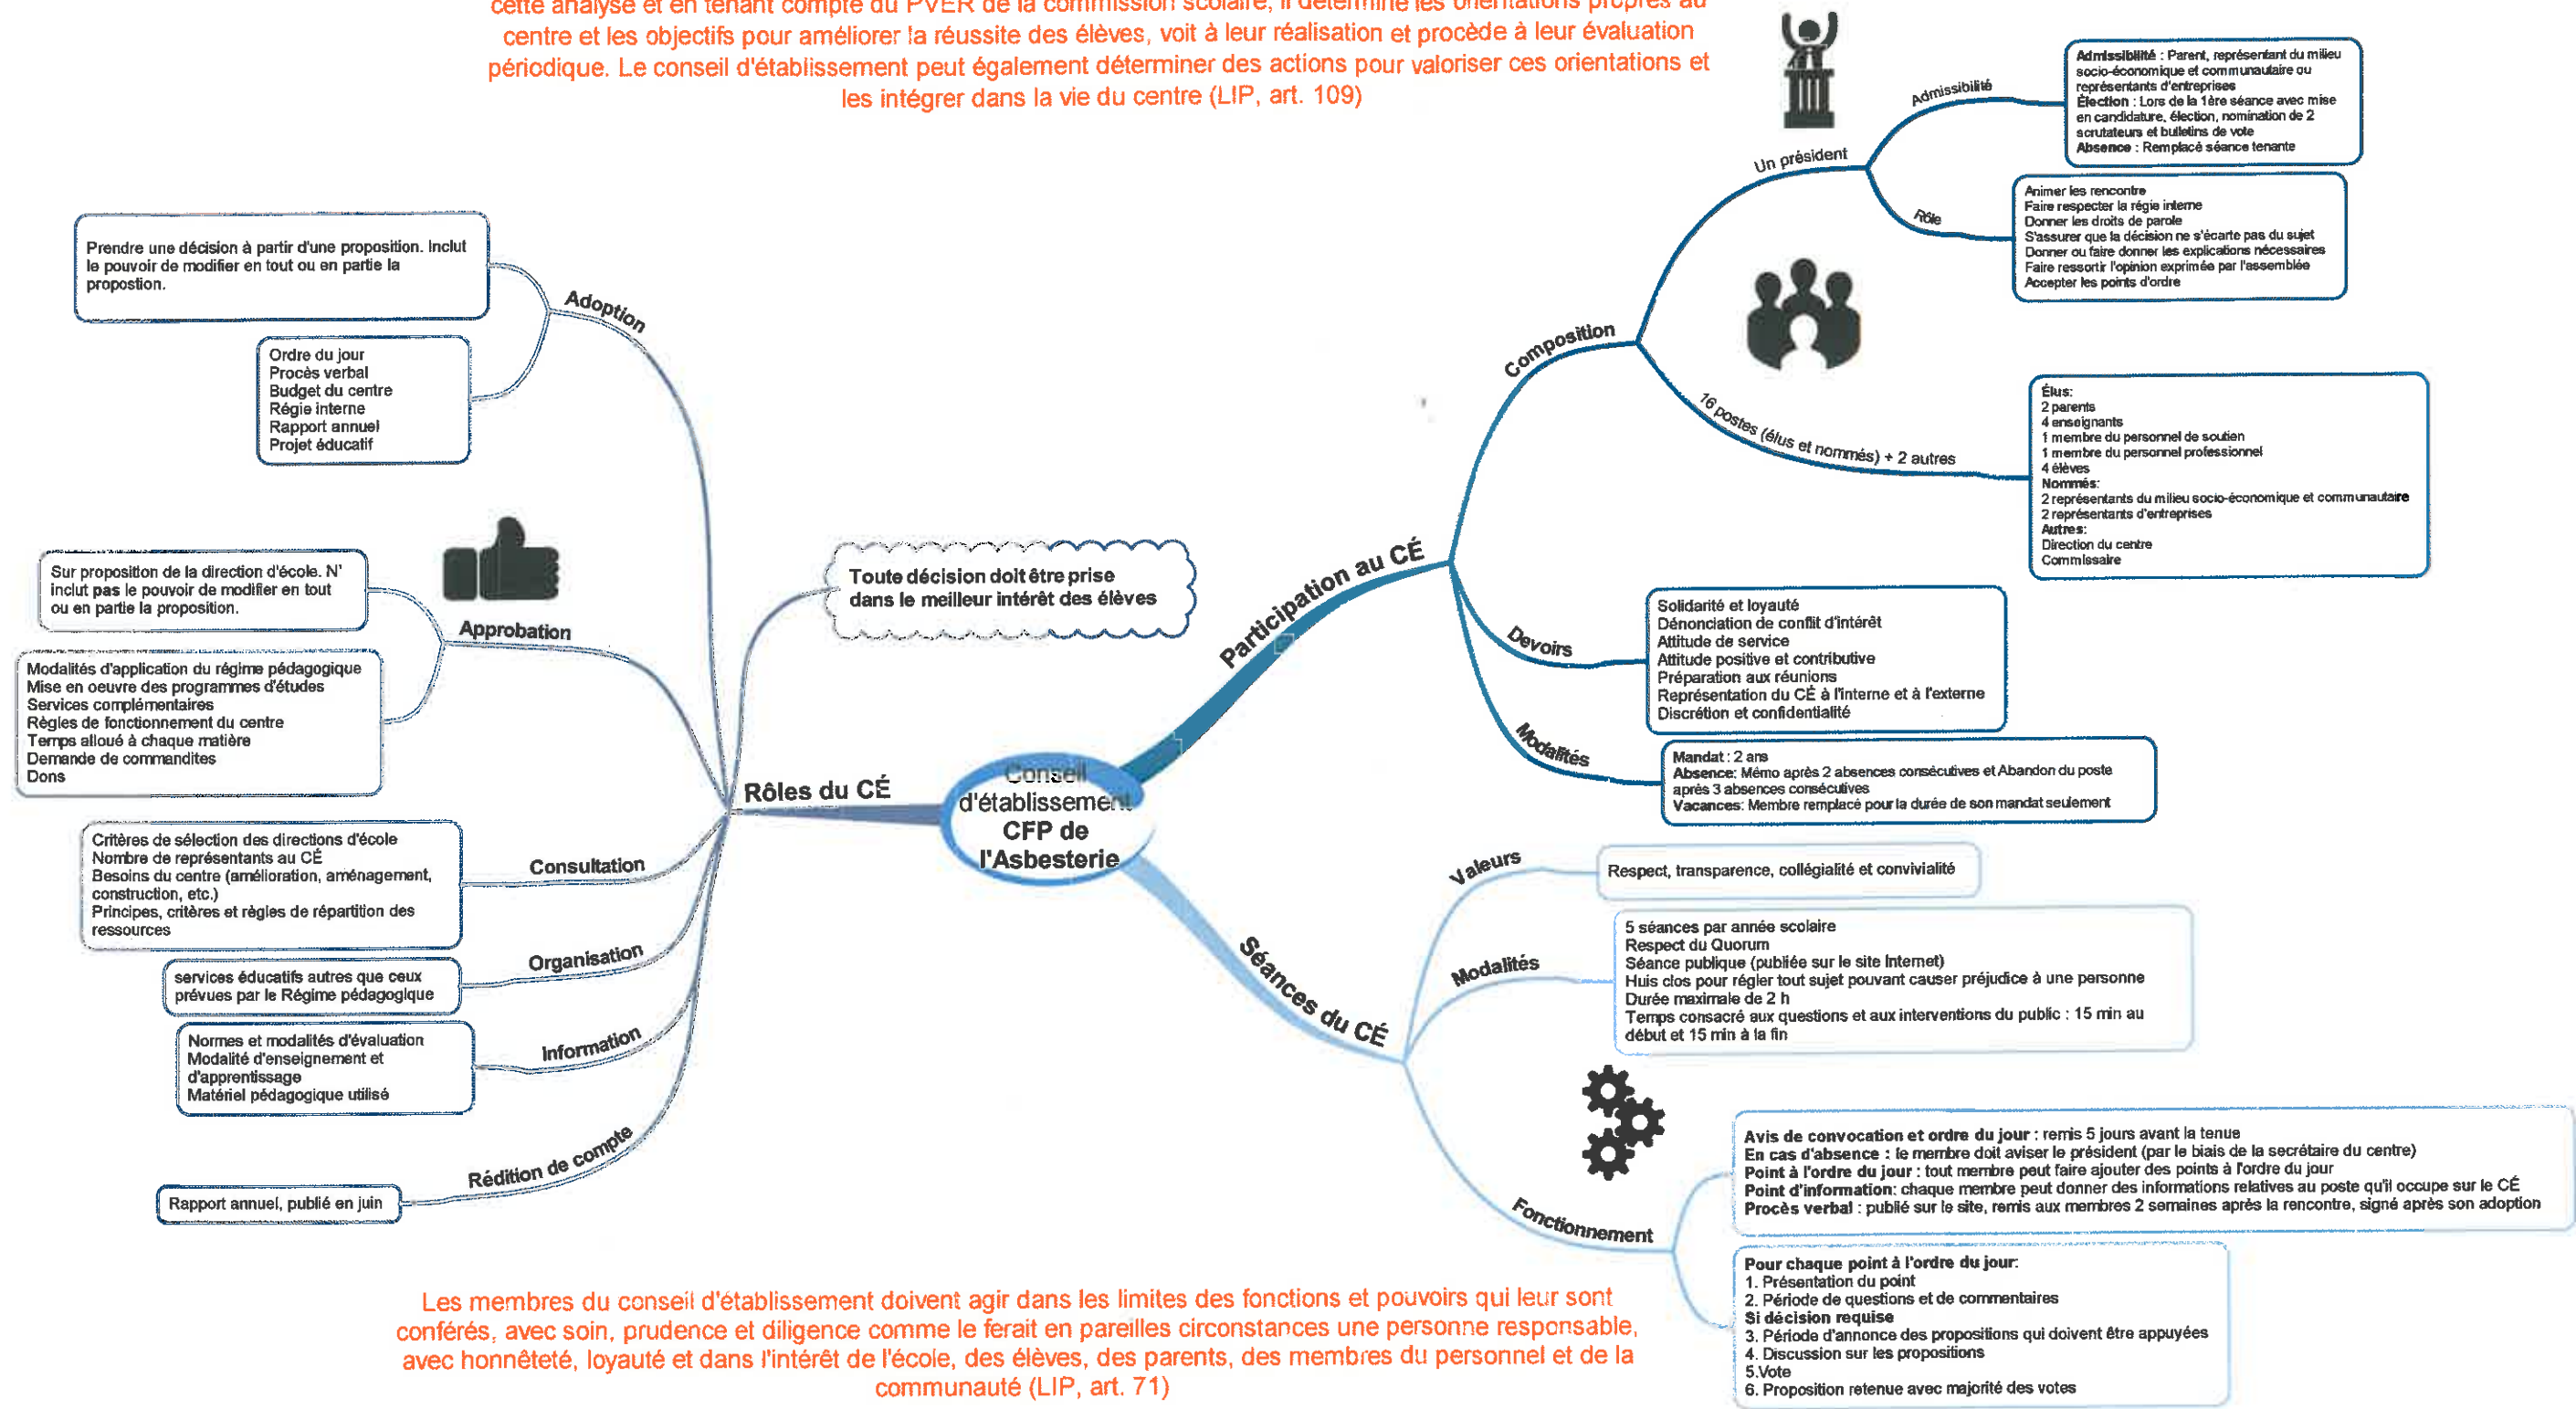 cette analyse et en tenant compte du PVER de la commission scolaire, il détermine les orientations propres au
centre et les objectifs pour améliorer la réussite des élèves, voit à leur réalisation et procède à leur évaluation
périodique. Le conseil d'établissement peut également déterminer des actions pour valoriser ces orientations et
les intégrer dans la vie du centre (LIP, art. 109)
Conseil
d'établissement
CFP de
l'Asbesterie
Rôles du CÉ
Toute décision doit être prise
dans le meilleur intérêt des élèves
Adoption
Prendre une décision à partir d'une proposition. Inclut
le pouvoir de modifier en tout ou en partie la
propostion.
Ordre du jour
Procès verbal
Budget du centre
Régie interne
Rapport annuel
Projet éducatif
Approbation
Sur proposition de la direction d'école. N'
inclut pas le pouvoir de modifier en tout
ou en partie la proposition.
Modalités d'application du régime pédagogique
Mise en oeuvre des programmes d'études
Services complémentaires
Règles de fonctionnement du centre
Temps alloué à chaque matière
Demande de commandites
Dons
Consultation
Critères de sélection des directions d'école
Nombre de représentants au CÉ
Besoins du centre (amélioration, aménagement,
construction, etc.)
Principes, critères et règles de répartition des
ressources
Organisation
services éducatifs autres que ceux
prévues par le Régime pédagogique
Information
Normes et modalités d'évaluation
Modalité d'enseignement et
d'apprentissage
Matériel pédagogique utilisé
Rédition de compte
Rapport annuel, publié en juin
Participation au CÉ
Composition
Un président
Admissibilité
Admissibilité : Parent, représentant du milieu
socio-économique et communautaire ou
représentants d'entreprises
Élection : Lors de la 1ère séance avec mise
en candidature, élection, nomination de 2
scrutateurs et bulletins de vote
Absence : Remplacé séance tenante
Rôle
Animer les rencontre
Faire respecter la régie interne
Donner les droits de parole
S'assurer que la décision ne s'écarte pas du sujet
Donner ou faire donner les explications nécessaires
Faire ressortir l'opinion exprimée par l'assemblée
Accepter les points d'ordre
16 postes (élus et nommés) + 2 autres
Élus:
2 parents
4 enseignants
1 membre du personnel de soutien
1 membre du personnel professionnel
4 élèves
Nommés:
2 représentants du milieu socio-économique et communautaire
2 représentants d'entreprises
Autres:
Direction du centre
Commissaire
Devoirs
Solidarité et loyauté
Dénonciation de conflit d'intérêt
Attitude de service
Attitude positive et contributive
Préparation aux réunions
Représentation du CÉ à l'interne et à l'externe
Discrétion et confidentialité
Modalités
Mandat : 2 ans
Absence: Mémo après 2 absences consécutives et Abandon du poste
après 3 absences consécutives
Vacances: Membre remplacé pour la durée de son mandat seulement
Séances du CÉ
Valeurs
Respect, transparence, collégialité et convivialité
Modalités
5 séances par année scolaire
Respect du Quorum
Séance publique (publiée sur le site Internet)
Huis clos pour régler tout sujet pouvant causer préjudice à une personne
Durée maximale de 2 h
Temps consacré aux questions et aux interventions du public : 15 min au
début et 15 min à la fin
Fonctionnement
Avis de convocation et ordre du jour : remis 5 jours avant la tenue
En cas d'absence : le membre doit aviser le président (par le biais de la secrétaire du centre)
Point à l'ordre du jour : tout membre peut faire ajouter des points à l'ordre du jour
Point d'information: chaque membre peut donner des informations relatives au poste qu'il occupe sur le CÉ
Procès verbal : publié sur le site, remis aux membres 2 semaines après la rencontre, signé après son adoption
Pour chaque point à l'ordre du jour:
1. Présentation du point
2. Période de questions et de commentaires
Si décision requise
3. Période d'annonce des propositions qui doivent être appuyées
4. Discussion sur les propositions
5.Vote
6. Proposition retenue avec majorité des votes
Les membres du conseil d'établissement doivent agir dans les limites des fonctions et pouvoirs qui leur sont
conférés, avec soin, prudence et diligence comme le ferait en pareilles circonstances une personne responsable,
avec honnêteté, loyauté et dans l'intérêt de l'école, des élèves, des parents, des membres du personnel et de la
communauté (LIP, art. 71)